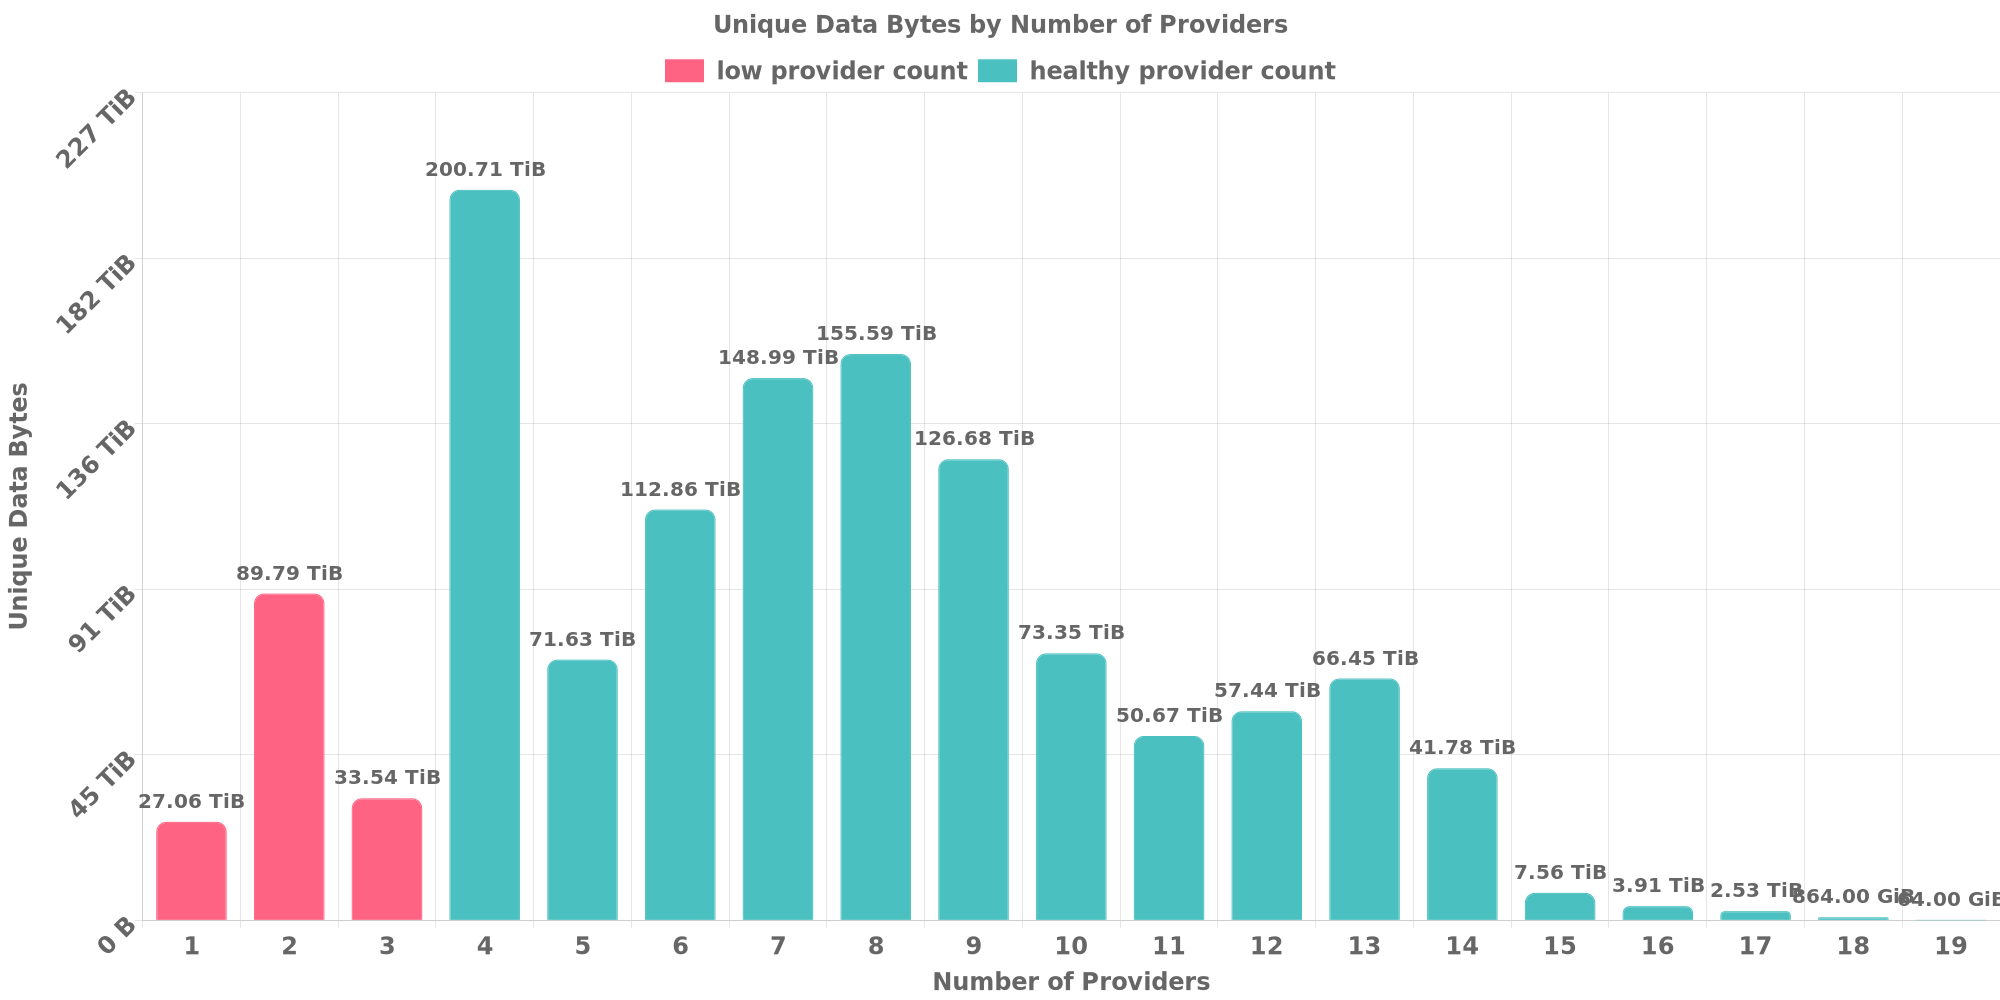 Unique Data Bytes by Number of Providers
low provider count
healthy provider count
Unique Data Bytes
227 TiB
182 TiB
136 TiB
91 TiB
45 TiB
0 B
27.06 TiB
89.79 TiB
33.54 TiB
200.71 TiB
71.63 TiB
112.86 TiB
148.99 TiB
155.59 TiB
126.68 TiB
73.35 TiB
50.67 TiB
57.44 TiB
66.45 TiB
41.78 TiB
7.56 TiB
3.91 TiB
2.53 TiB
864.00 GiB
64.00 GiB
1 2 3 4 5 6 7 8 9 10 11 12 13 14 15 16 17 18 19
Number of Providers